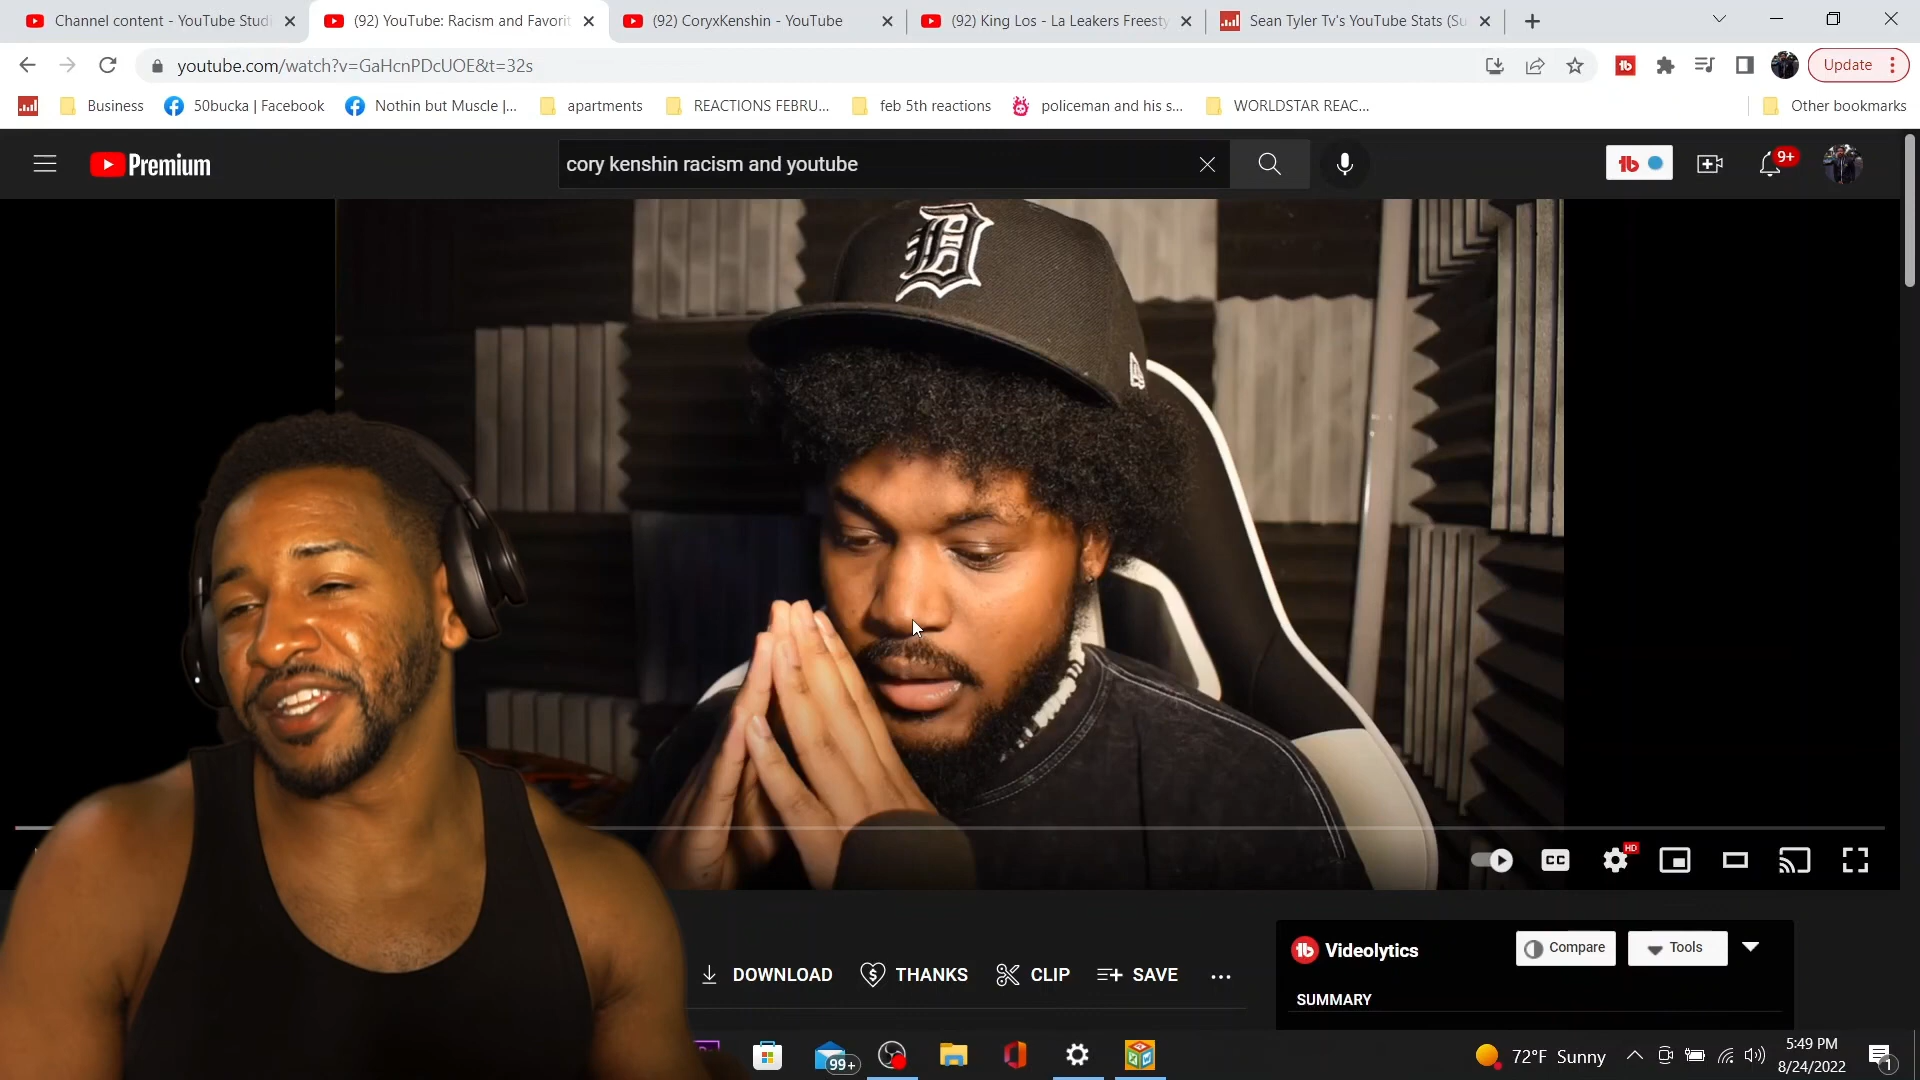 Channel content - YouTube Studi
(92) YouTube: Racism and Favorit
(92) CoryxKenshin - YouTube
(92) King Los - La Leakers Freesty
Sean Tyler Tv's YouTube Stats (Su
youtube.com/watch?v=GaHcnPDcUOE&t=32s
Update
Business
50bucka | Facebook
Nothin but Muscle |...
apartments
REACTIONS FEBRU...
feb 5th reactions
policeman and his s...
WORLDSTAR REAC...
Other bookmarks
Premium
cory kenshin racism and youtube
9+
CC
HD
DOWNLOAD
THANKS
CLIP
SAVE
Videolytics
Compare
Tools
SUMMARY
99+
72°F Sunny
5:49 PM
8/24/2022
1